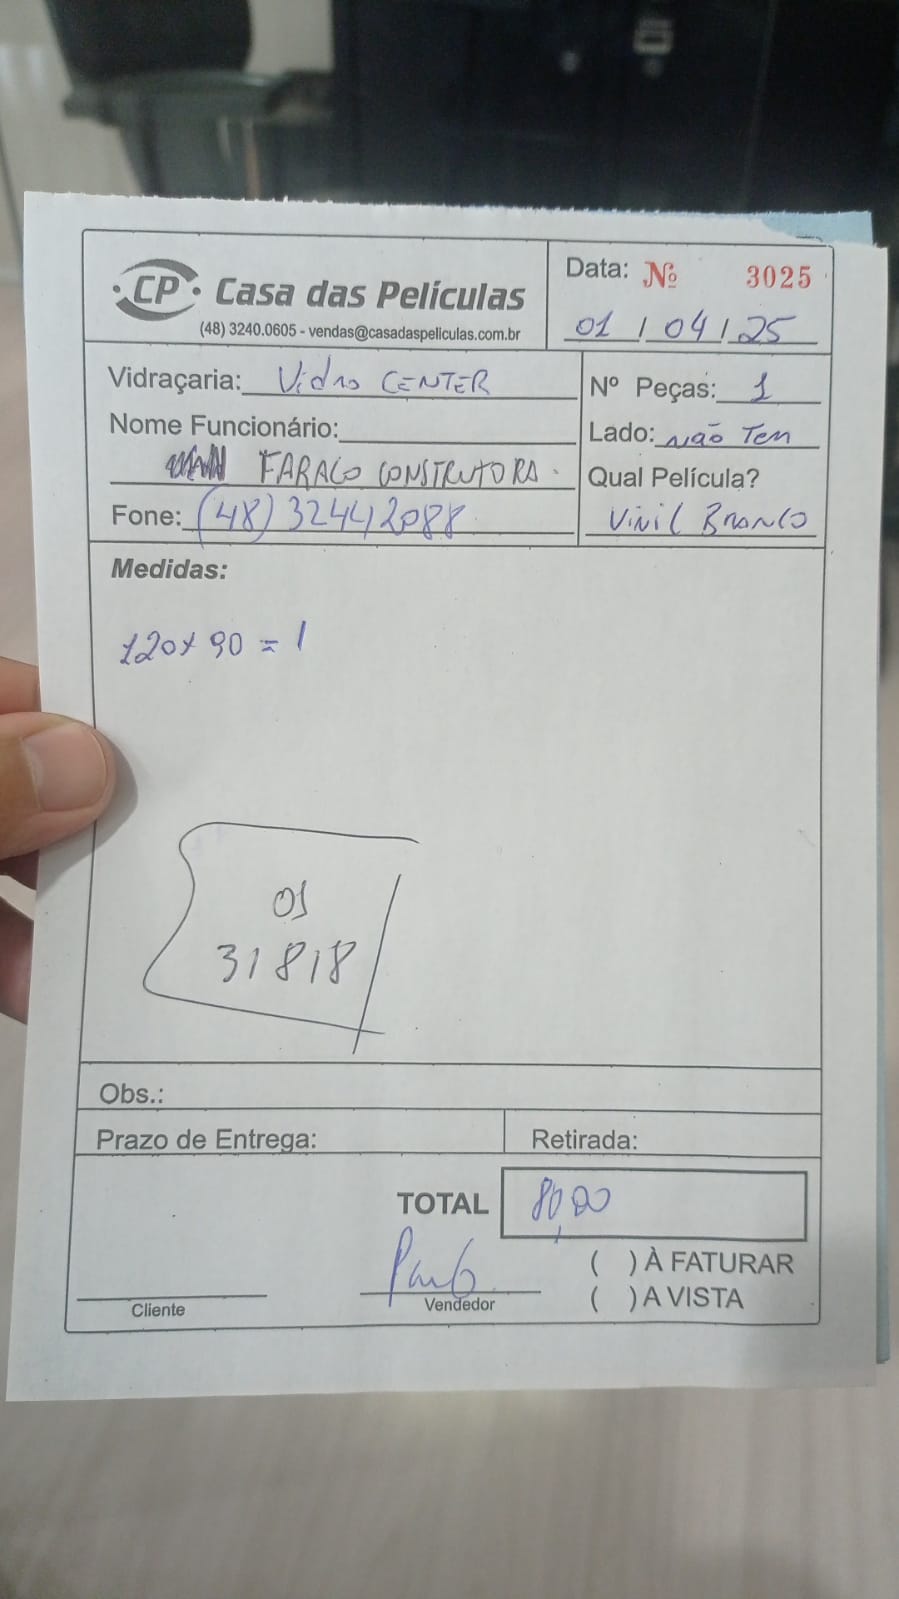 CP Casa das Películas
(48) 3240.0605 - vendas@casadaspeliculas.com.br
Data: Nº 3025
01 / 04 / 25
Vidraçaria: Vidro CENTER
Nº Peças: 1
Nome Funcionário:
Lado: não Tem
FARACO CONSTRUTORA.
Qual Película?
Fone: (48) 32442088
Vinil Branco
Medidas:
120x90 = 1
OS
31818
Obs.:
Prazo de Entrega:
Retirada:
TOTAL 80,00
Paulo
( ) À FATURAR
Cliente
Vendedor
( ) A VISTA